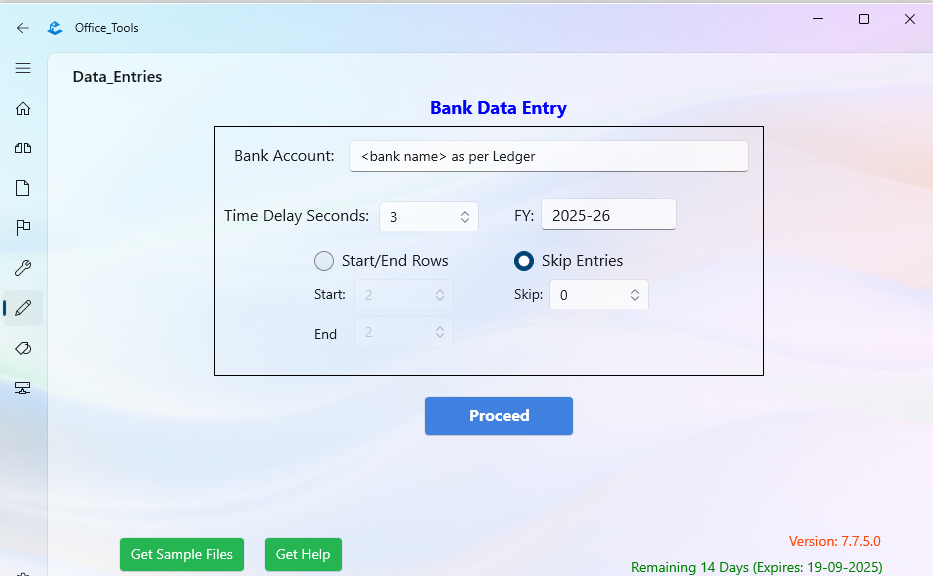 Office_Tools
Data_Entries
Bank Data Entry
Bank Account: <bank name> as per Ledger
Time Delay Seconds: 3 FY: 2025-26
Start/End Rows Skip Entries
Start: 2 Skip: 0
End 2
Proceed
Get Sample Files Get Help
Version: 7.7.5.0
Remaining 14 Days (Expires: 19-09-2025)